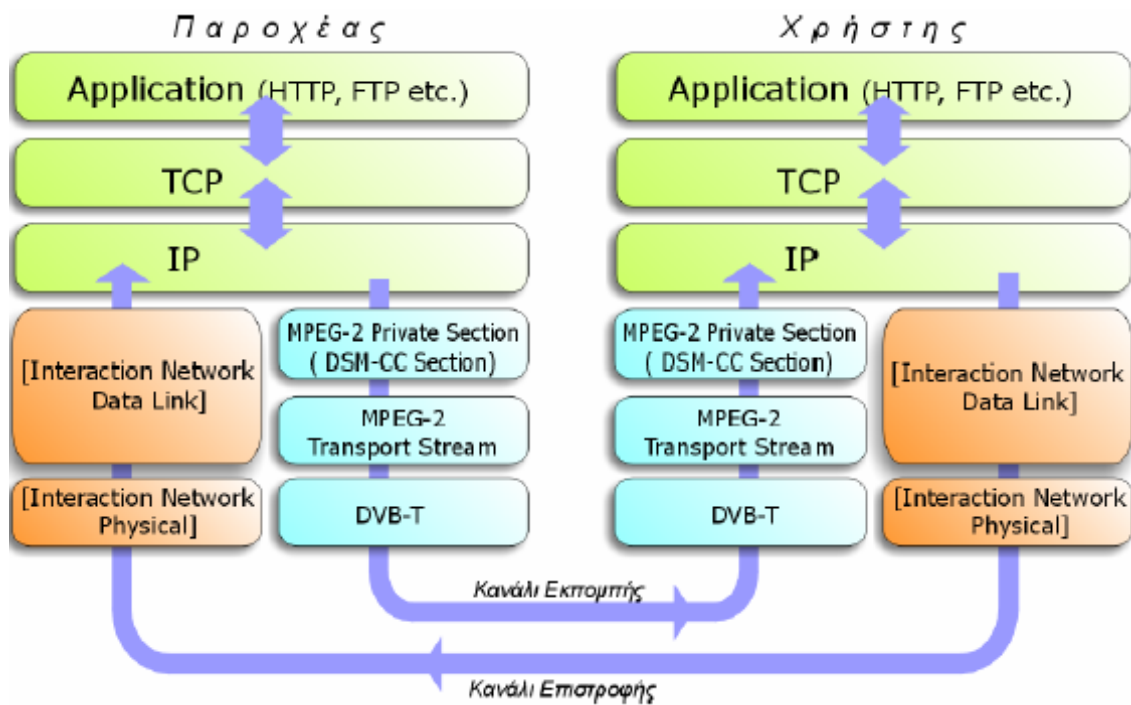 Παροχέας
Application (HTTP, FTP etc.)
TCP
IP
[Interaction Network
Data Link]
[Interaction Network
Physical]
MPEG-2 Private Section
( DSM-CC Section)
MPEG-2
Transport Stream
DVB-T
Χρήστης
Application (HTTP, FTP etc.)
TCP
IP
MPEG-2 Private Section
( DSM-CC Section)
MPEG-2
Transport Stream
DVB-T
[Interaction Network
Data Link]
[Interaction Network
Physical]
Κανάλι Εκπομπής
Κανάλι Επιστροφής